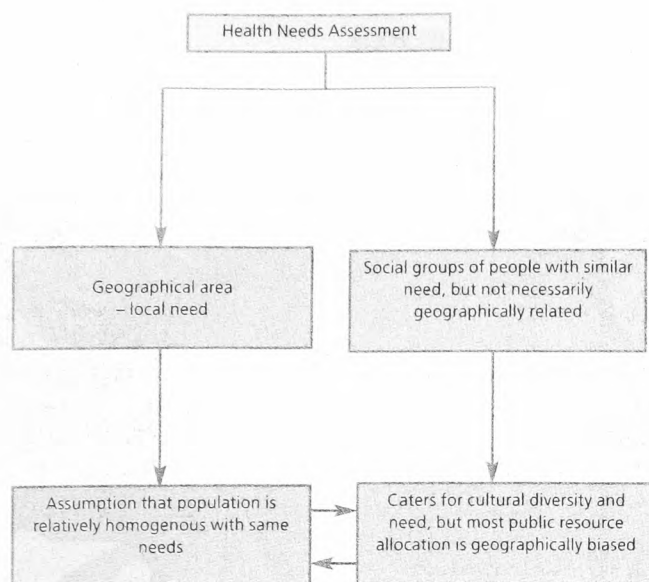 Health Needs Assessment
Geographical area
– local need
Social groups of people with similar
need, but not necessarily
geographically related
Assumption that population is
relatively homogenous with same
needs
Caters for cultural diversity and
need, but most public resource
allocation is geographically biased